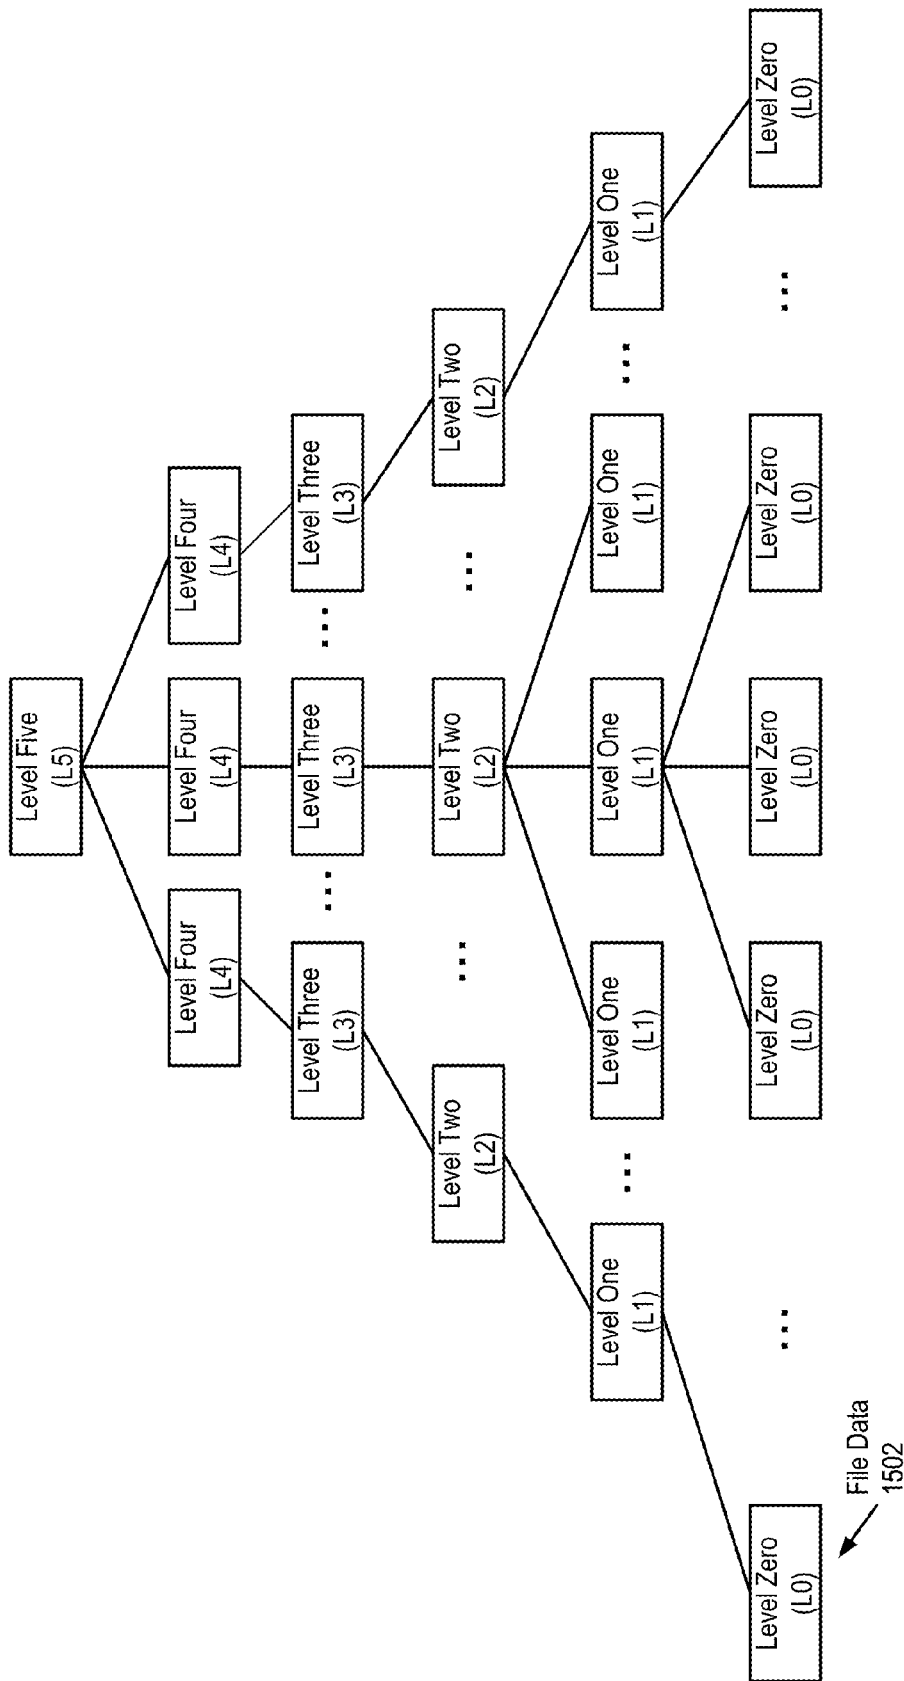 Level Five
(L5)
Level Four
(L4)
Level Four
(L4)
Level Four
(L4)
Level Three
(L3)
Level Three
(L3)
Level Three
(L3)
Level Two
(L2)
Level Two
(L2)
Level Two
(L2)
Level One
(L1)
Level One
(L1)
Level One
(L1)
Level One
(L1)
Level One
(L1)
Level Zero
(L0)
Level Zero
(L0)
Level Zero
(L0)
Level Zero
(L0)
Level Zero
(L0)
File Data
1502